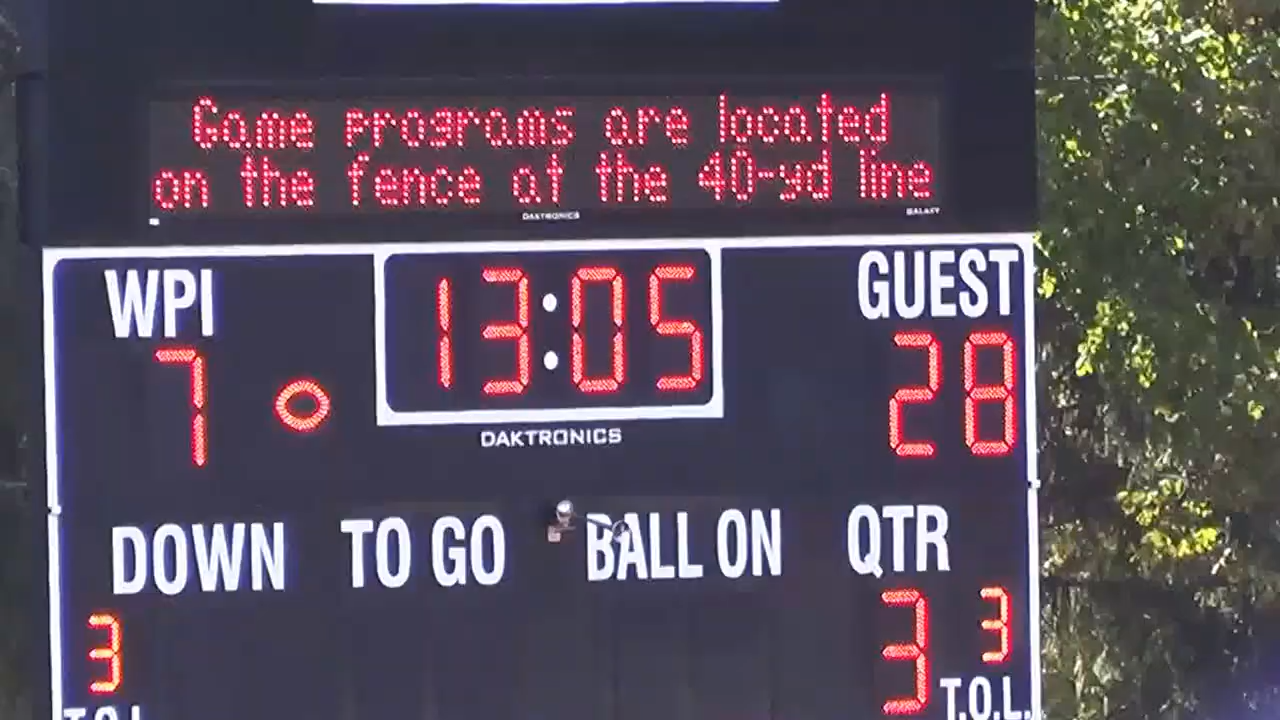 Game programs are located
on the fence at the 40-yd line
DAKTRONICS GALAXY
WPI 13:05 GUEST
7 28
DAKTRONICS
DOWN TO GO BALL ON QTR
3 3 3
T.O.L. T.O.L.